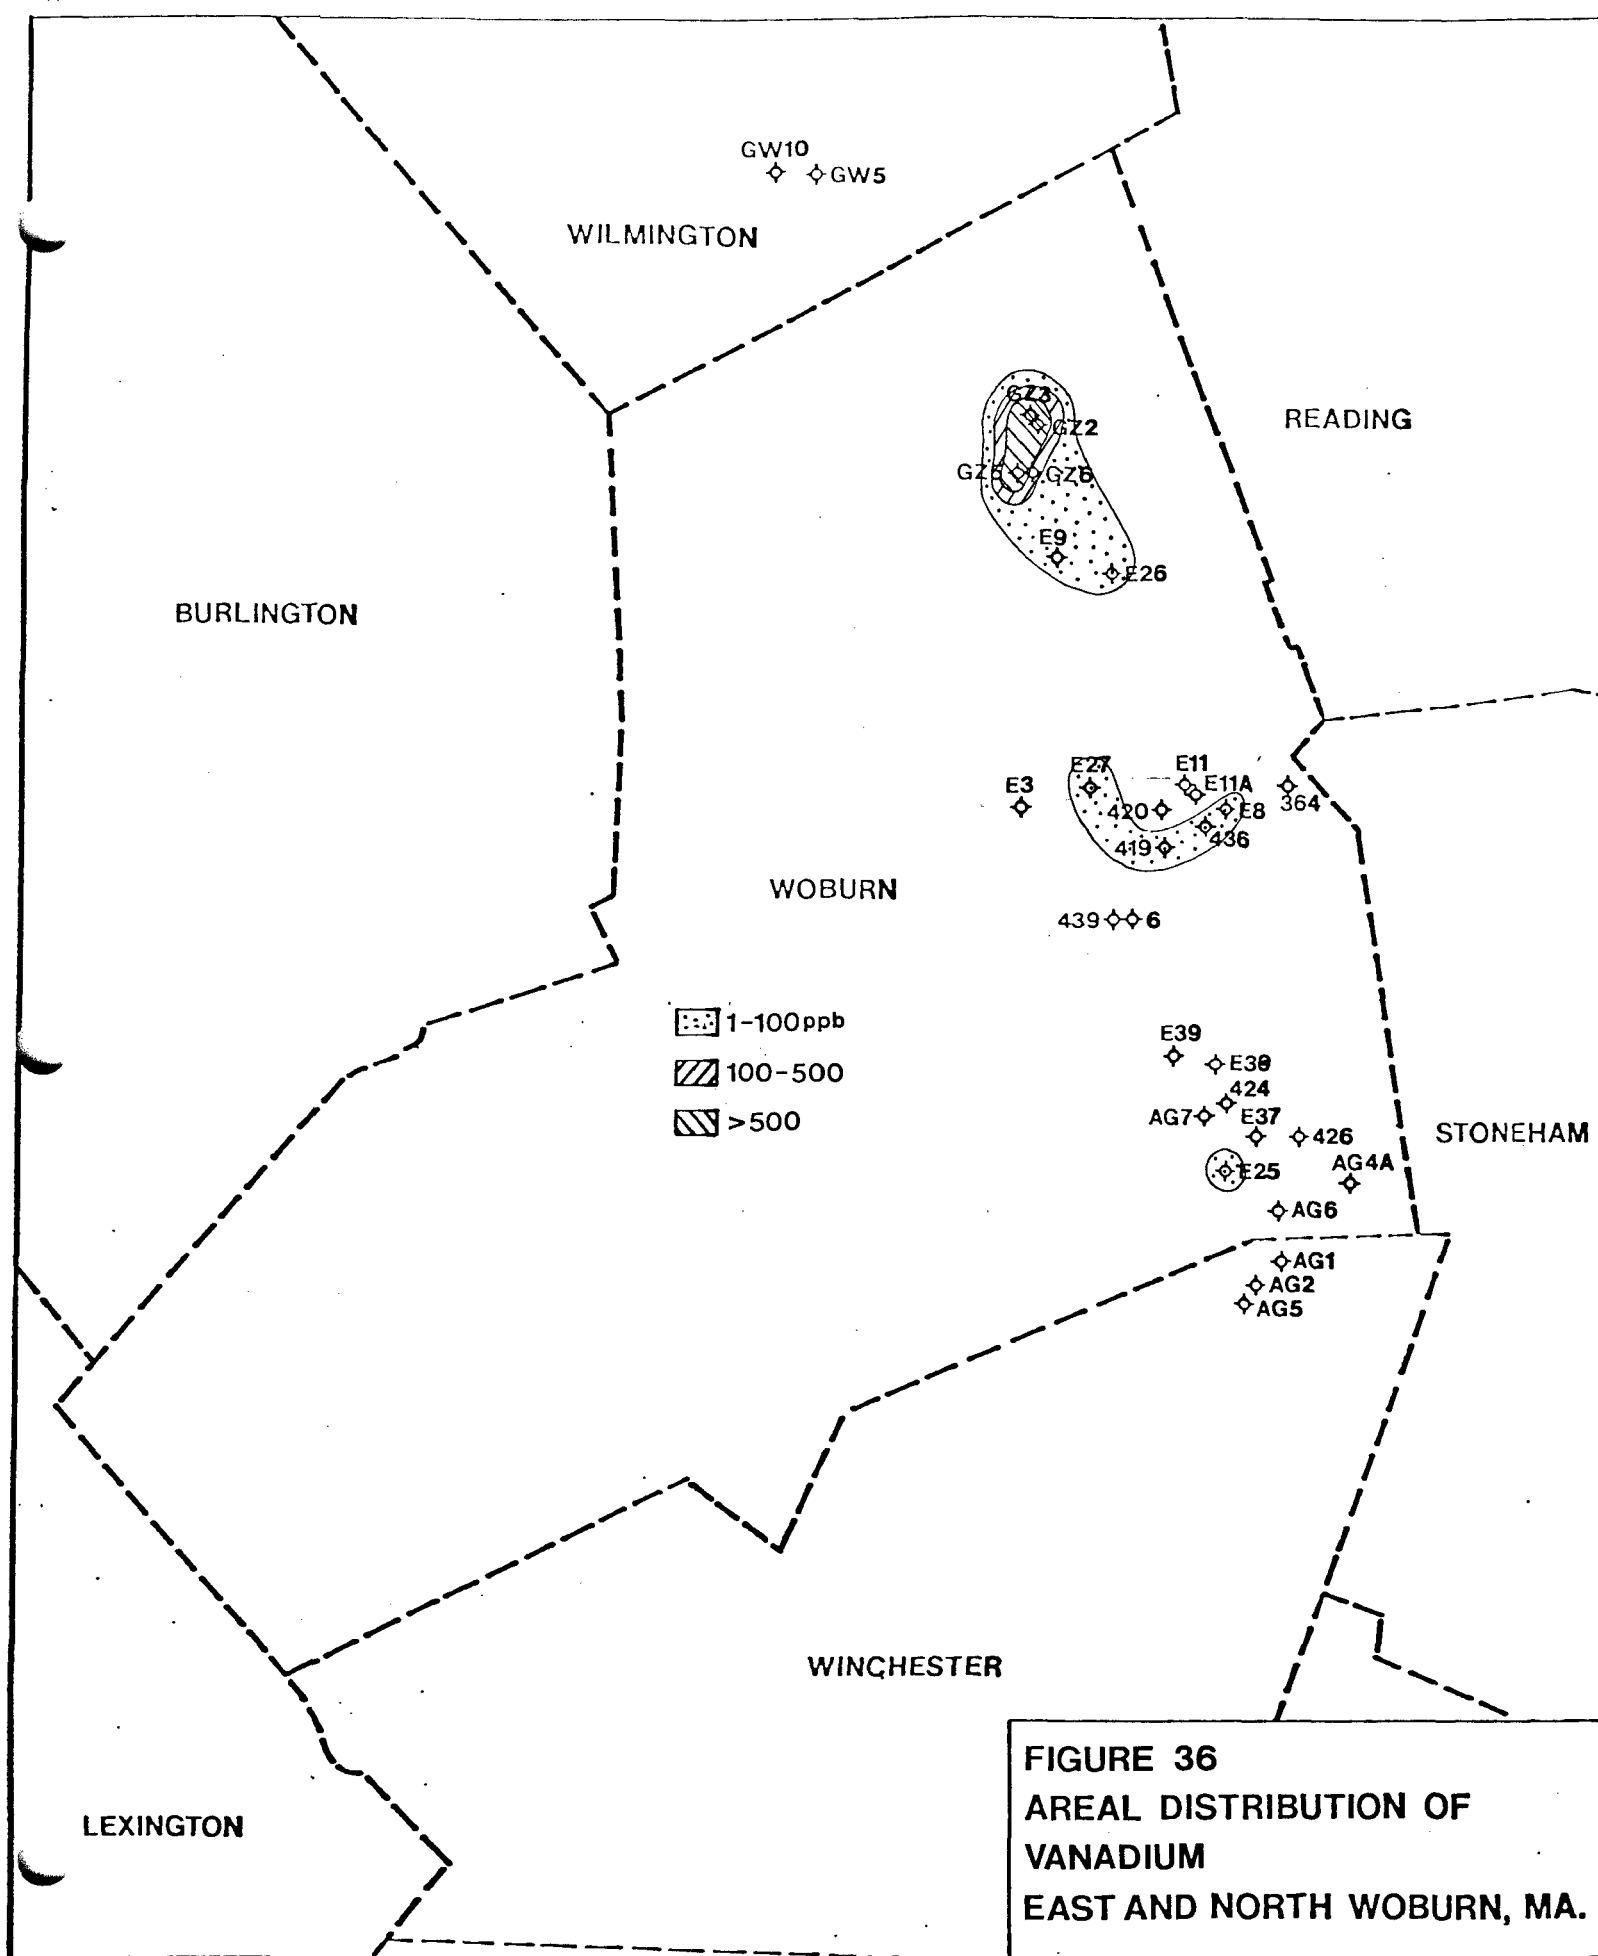 GW10
GW5
WILMINGTON
READING
GZ3
GZ2
GZ5
GZ6
E9
E26
BURLINGTON
E27
E11
E11A
E3
420
E8
364
436
419
WOBURN
439
6
1-100ppb
100-500
>500
E39
E38
424
AG7
E37
426
STONEHAM
AG4A
E25
AG6
AG1
AG2
AG5
WINCHESTER
LEXINGTON
FIGURE 36
AREAL DISTRIBUTION OF
VANADIUM
EAST AND NORTH WOBURN, MA.